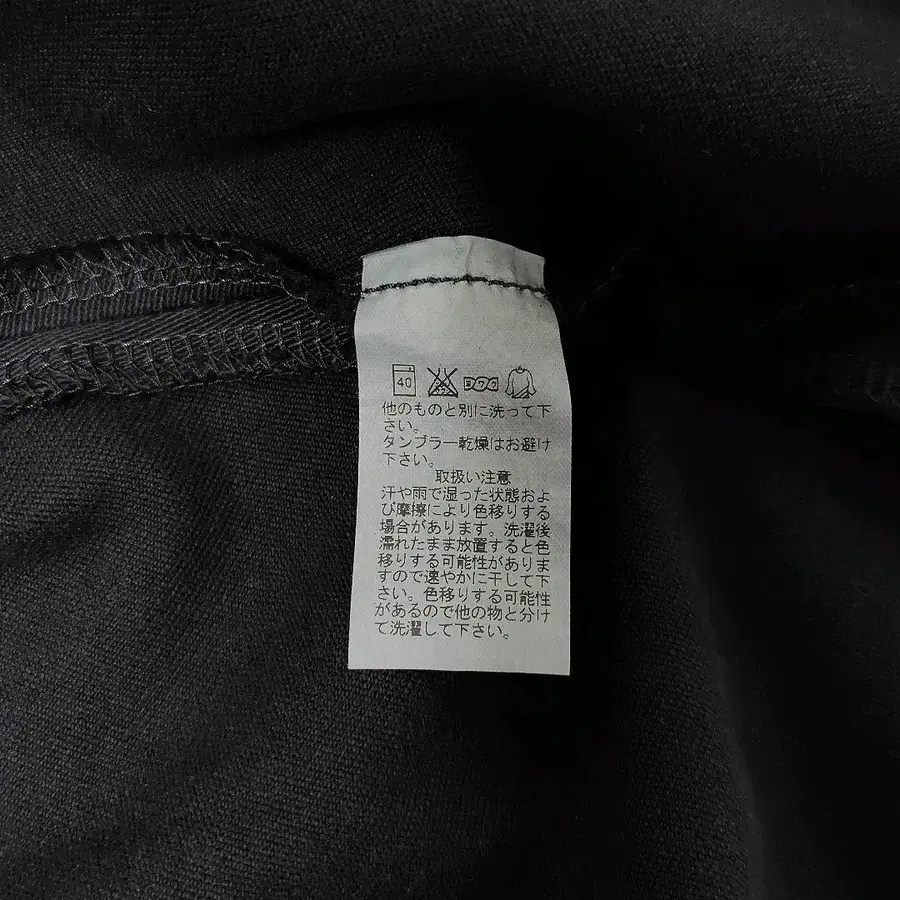 40
ヨワク
他のものと別に洗って下
さい。
タンブラー乾燥はお避け
下さい。
取扱い注意
汗や雨で湿った状態およ
び摩擦により色移りする
場合があります。洗濯後
濡れたまま放置すると色
移りする可能性がありま
すので速やかに干して下
さい。色移りする可能性
があるので他の物と分け
て洗濯して下さい。